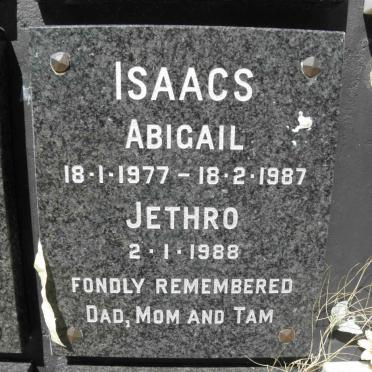 ISAACS
ABIGAIL
18·1·1977 – 18·2·1987
JETHRO
2·1·1988
FONDLY REMEMBERED
DAD, MOM AND TAM